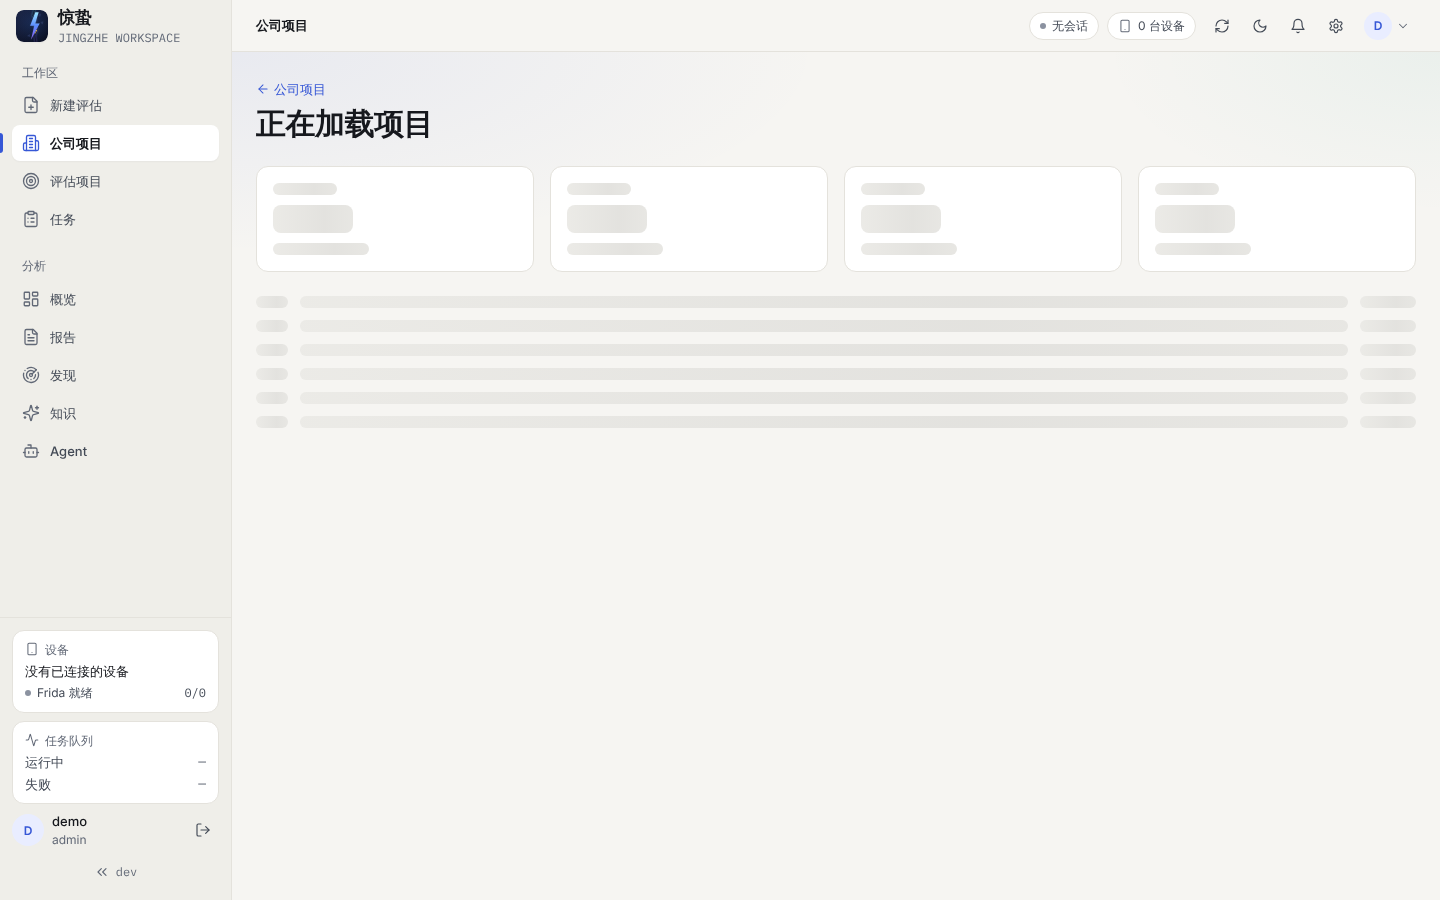 惊蛰
JINGZHE WORKSPACE
工作区
新建评估
公司项目
评估项目
任务
分析
概览
报告
发现
知识
Agent
设备
没有已连接的设备
Frida 就绪 0/0
任务队列
运行中 —
失败 —
D
demo
admin
dev
公司项目
无会话
0 台设备
D
公司项目
正在加载项目